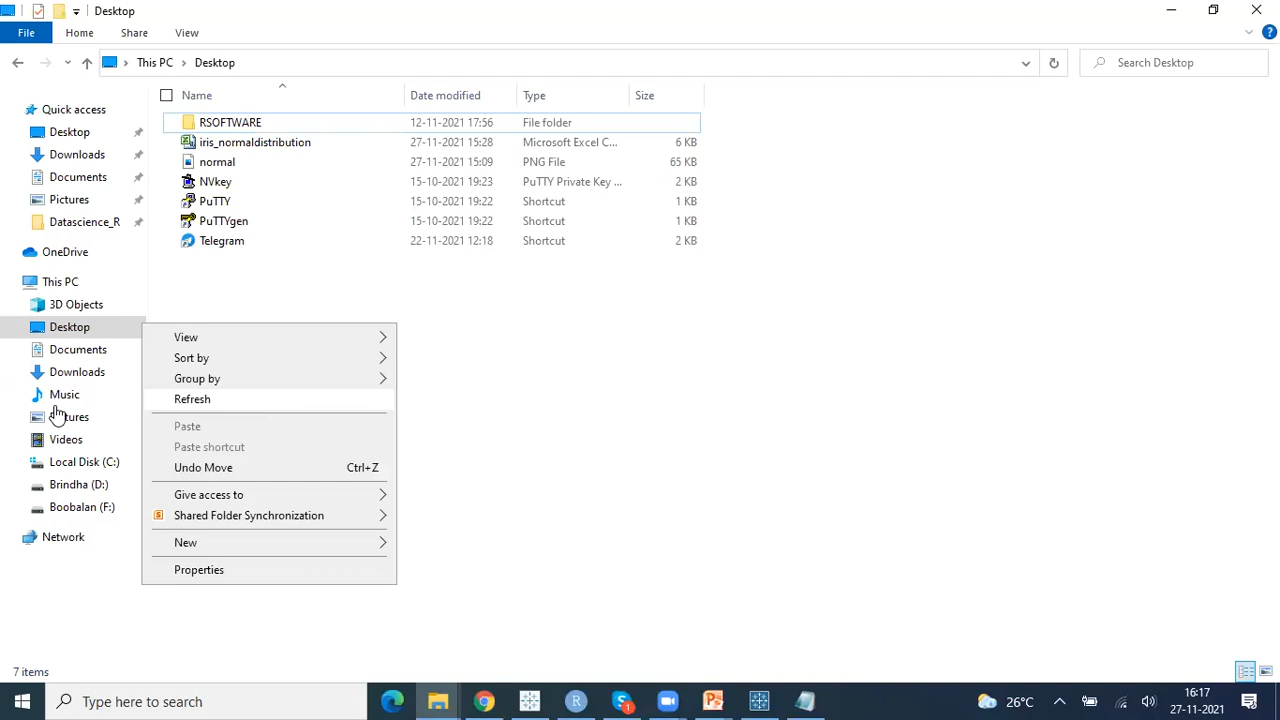 Desktop
File Home Share View
This PC Desktop
Search Desktop
Name Date modified Type Size
Quick access
Desktop
Downloads
Documents
Pictures
Datascience_R
OneDrive
This PC
3D Objects
Desktop
Documents
Downloads
Music
tures
Videos
Local Disk (C:)
Brindha (D:)
Boobalan (F:)
Network
RSOFTWARE 12-11-2021 17:56 File folder
iris_normaldistribution 27-11-2021 15:28 Microsoft Excel C... 6 KB
normal 27-11-2021 15:09 PNG File 65 KB
NVkey 15-10-2021 19:23 PuTTY Private Key ... 2 KB
PuTTY 15-10-2021 19:22 Shortcut 1 KB
PuTTYgen 15-10-2021 19:22 Shortcut 1 KB
Telegram 22-11-2021 12:18 Shortcut 2 KB
View
Sort by
Group by
Refresh
Paste
Paste shortcut
Undo Move Ctrl+Z
Give access to
Shared Folder Synchronization
New
Properties
7 items
Type here to search
26°C
16:17
27-11-2021